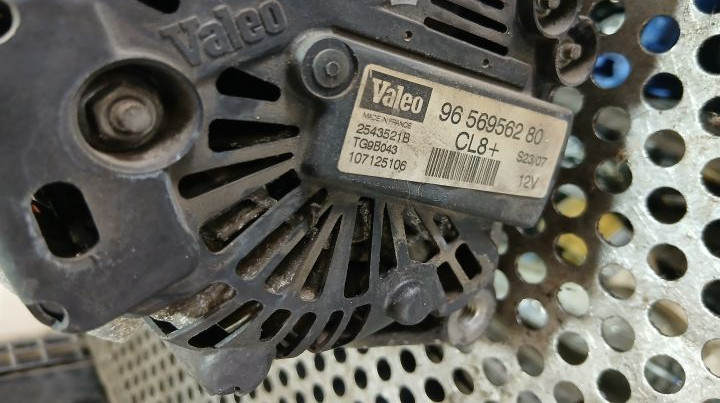 Valeo
Valeo
96 569562 80
MADE IN FRANCE
CL8+
2543521B
TG9B043
S23/07
107125106
12V